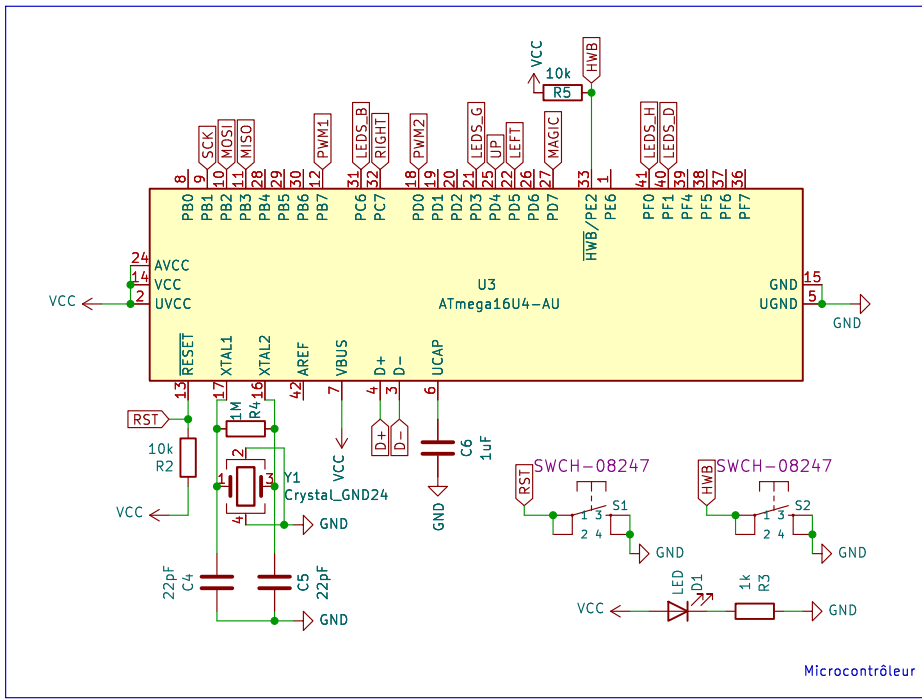 VCC
10k
R5
HWB
SCK
MOSI
MISO
PWM1
LEDS_B
RIGHT
PWM2
LEDS_G
UP
LEFT
MAGIC
LEDS_H
LEDS_D
8 9 10 11 28 29 30 12 31 32 18 19 20 21 25 22 26 27 33 1 41 40 39 38 37 36
PB0 PB1 PB2 PB3 PB4 PB5 PB6 PB7 PC6 PC7 PD0 PD1 PD2 PD3 PD4 PD5 PD6 PD7 HWB/PE2 PE6 PF0 PF1 PF4 PF5 PF6 PF7
24 AVCC
14 VCC
2 UVCC
VCC
U3
ATmega16U4-AU
GND 15
UGND 5
GND
RESET XTAL1 XTAL2 AREF VBUS D+ D- UCAP
13 17 16 42 7 4 3 6
RST
10k
R2
VCC
1M
R4
2
1 3
4
Y1
Crystal_GND24
GND
22pF
C4
C5
22pF
GND
VCC
D+
D-
C6
1uF
GND
SWCH-08247
RST
S1
1 3
2 4
GND
SWCH-08247
HWB
S2
1 3
2 4
GND
VCC
LED
D1
1k
R3
GND
Microcontrôleur